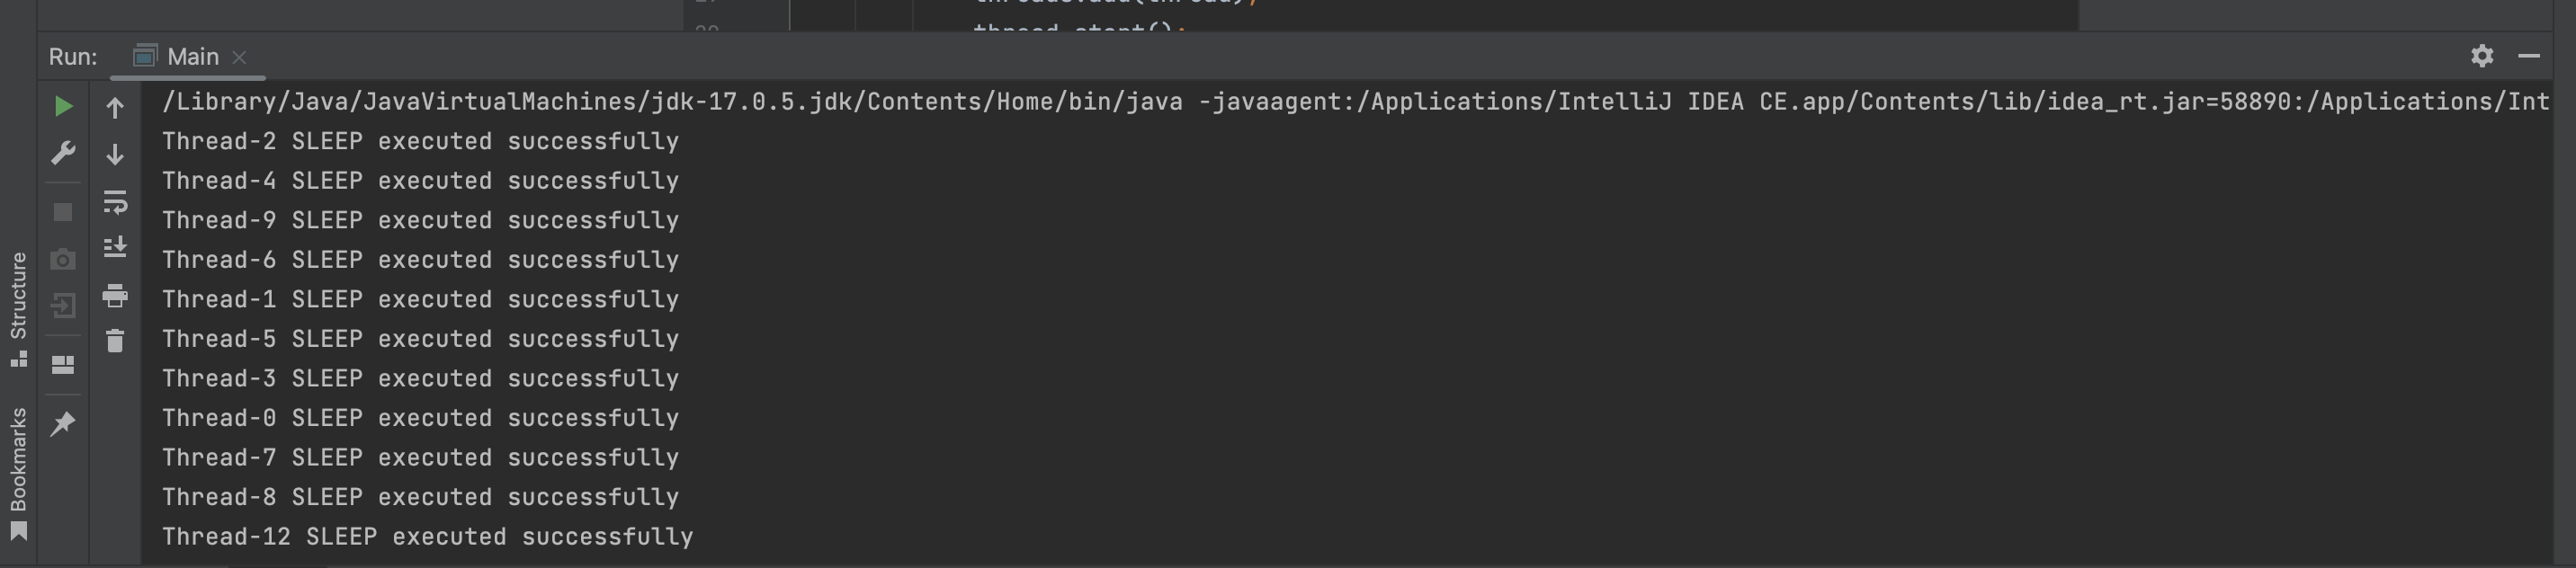 thread.start();
Run: Main
/Library/Java/JavaVirtualMachines/jdk-17.0.5.jdk/Contents/Home/bin/java -javaagent:/Applications/IntelliJ IDEA CE.app/Contents/lib/idea_rt.jar=58890:/Applications/Int
Thread-2 SLEEP executed successfully
Thread-4 SLEEP executed successfully
Thread-9 SLEEP executed successfully
Thread-6 SLEEP executed successfully
Thread-1 SLEEP executed successfully
Thread-5 SLEEP executed successfully
Thread-3 SLEEP executed successfully
Thread-0 SLEEP executed successfully
Thread-7 SLEEP executed successfully
Thread-8 SLEEP executed successfully
Thread-12 SLEEP executed successfully
Structure
Bookmarks